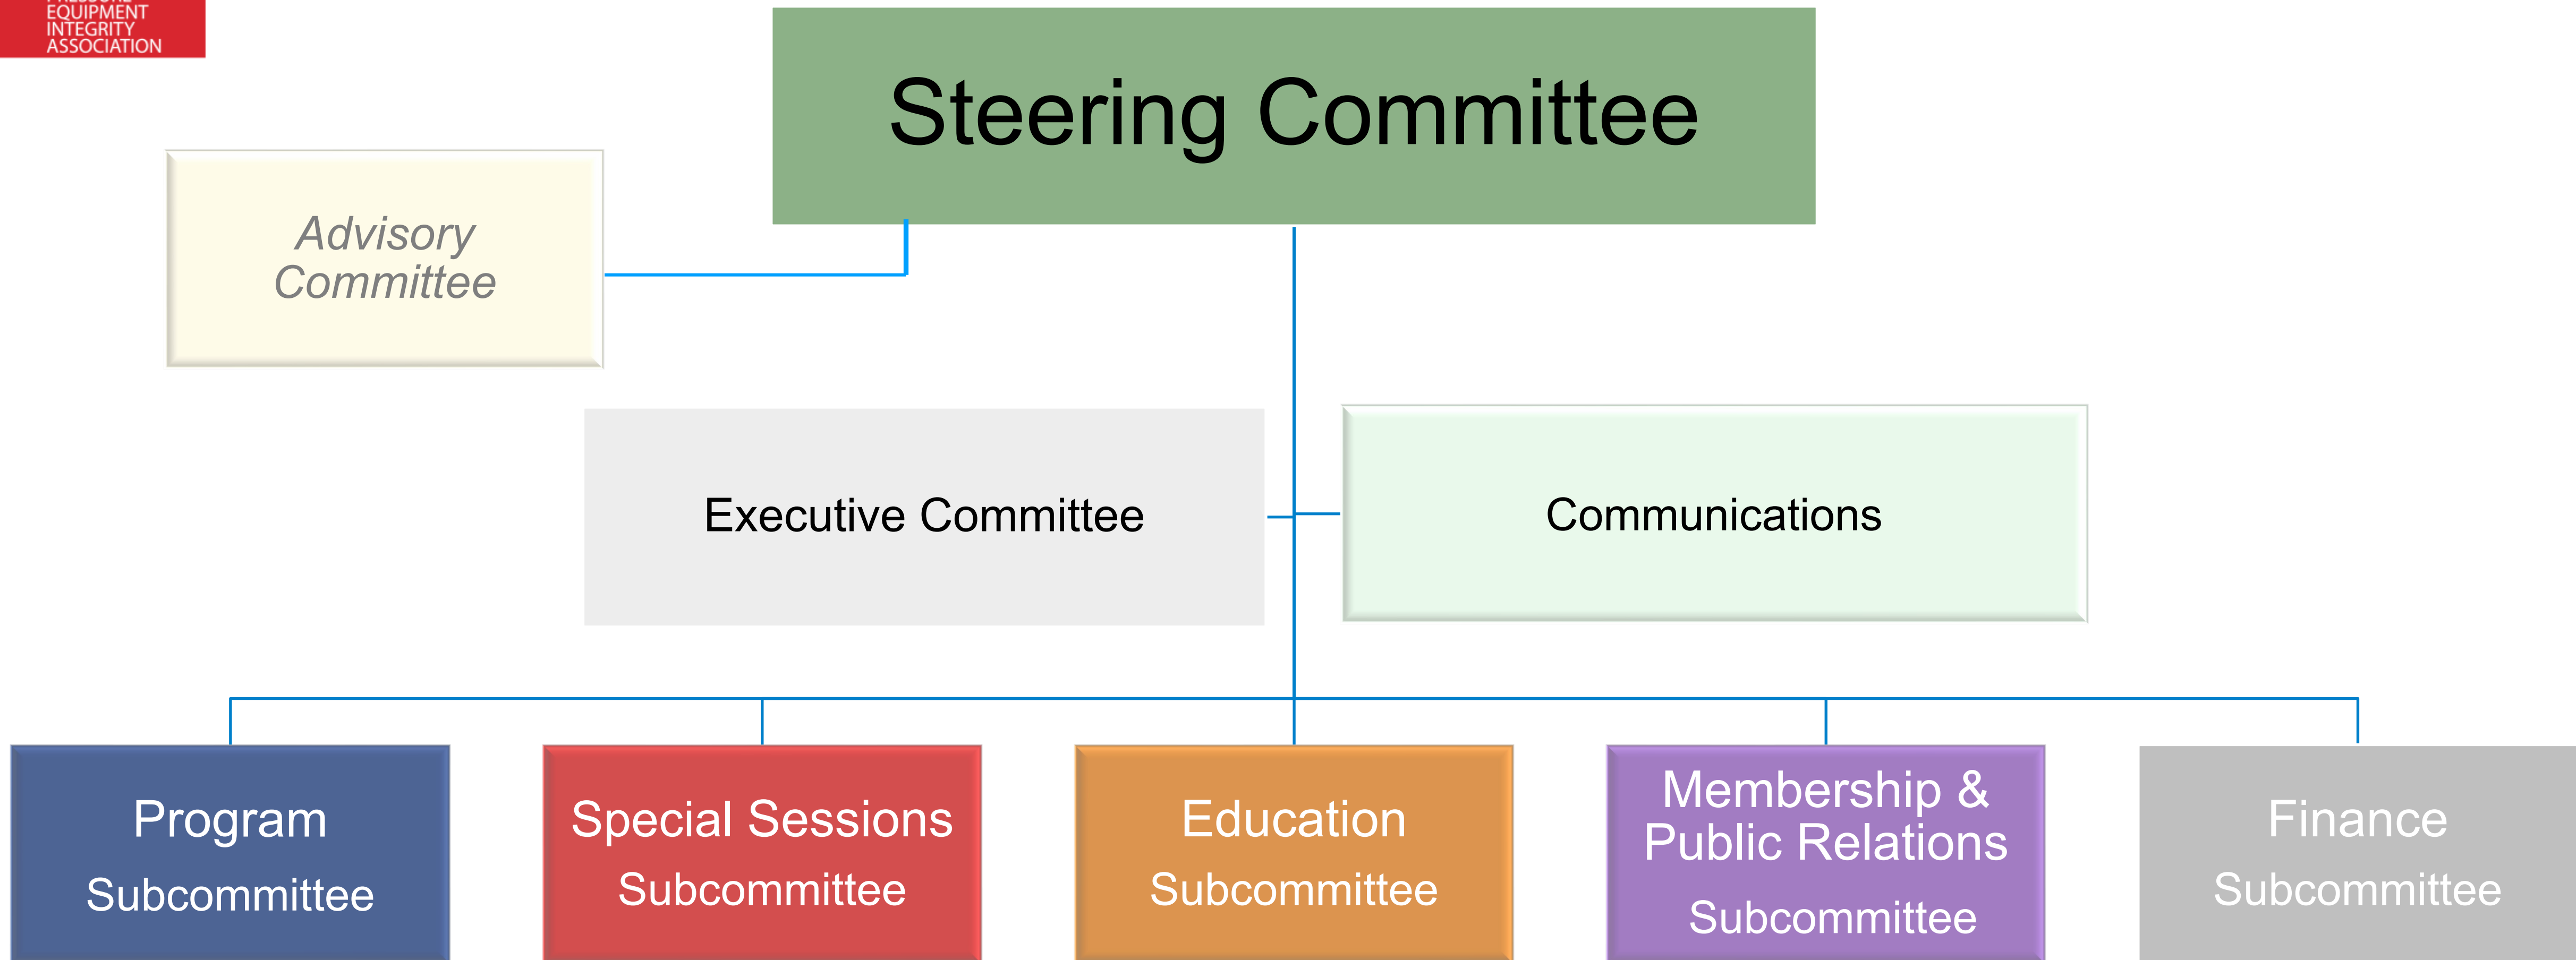 EQUIPMENT
INTEGRITY
ASSOCIATION
Steering Committee
Advisory
Committee
Executive Committee
Communications
Program
Subcommittee
Special Sessions
Subcommittee
Education
Subcommittee
Membership &
Public Relations
Subcommittee
Finance
Subcommittee